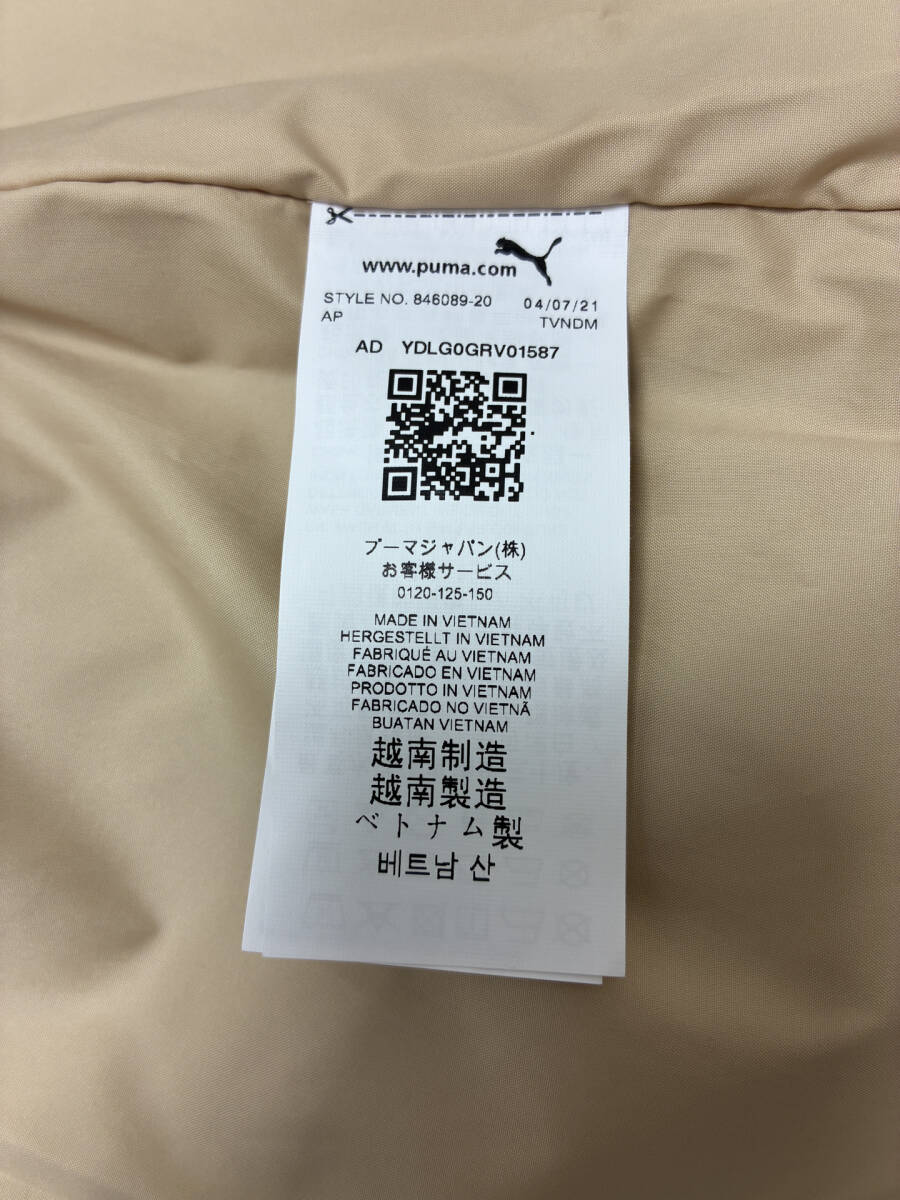 www.puma.com
STYLE NO. 846089-20 04/07/21
AP TVNDM
AD YDLG0GRV01587
プーマジャパン(株)
お客様サービス
0120-125-150
MADE IN VIETNAM
HERGESTELLT IN VIETNAM
FABRIQUÉ AU VIETNAM
FABRICADO EN VIETNAM
PRODOTTO IN VIETNAM
FABRICADO NO VIETNÃ
BUATAN VIETNAM
越南制造
越南製造
ベトナム製
베트남 산